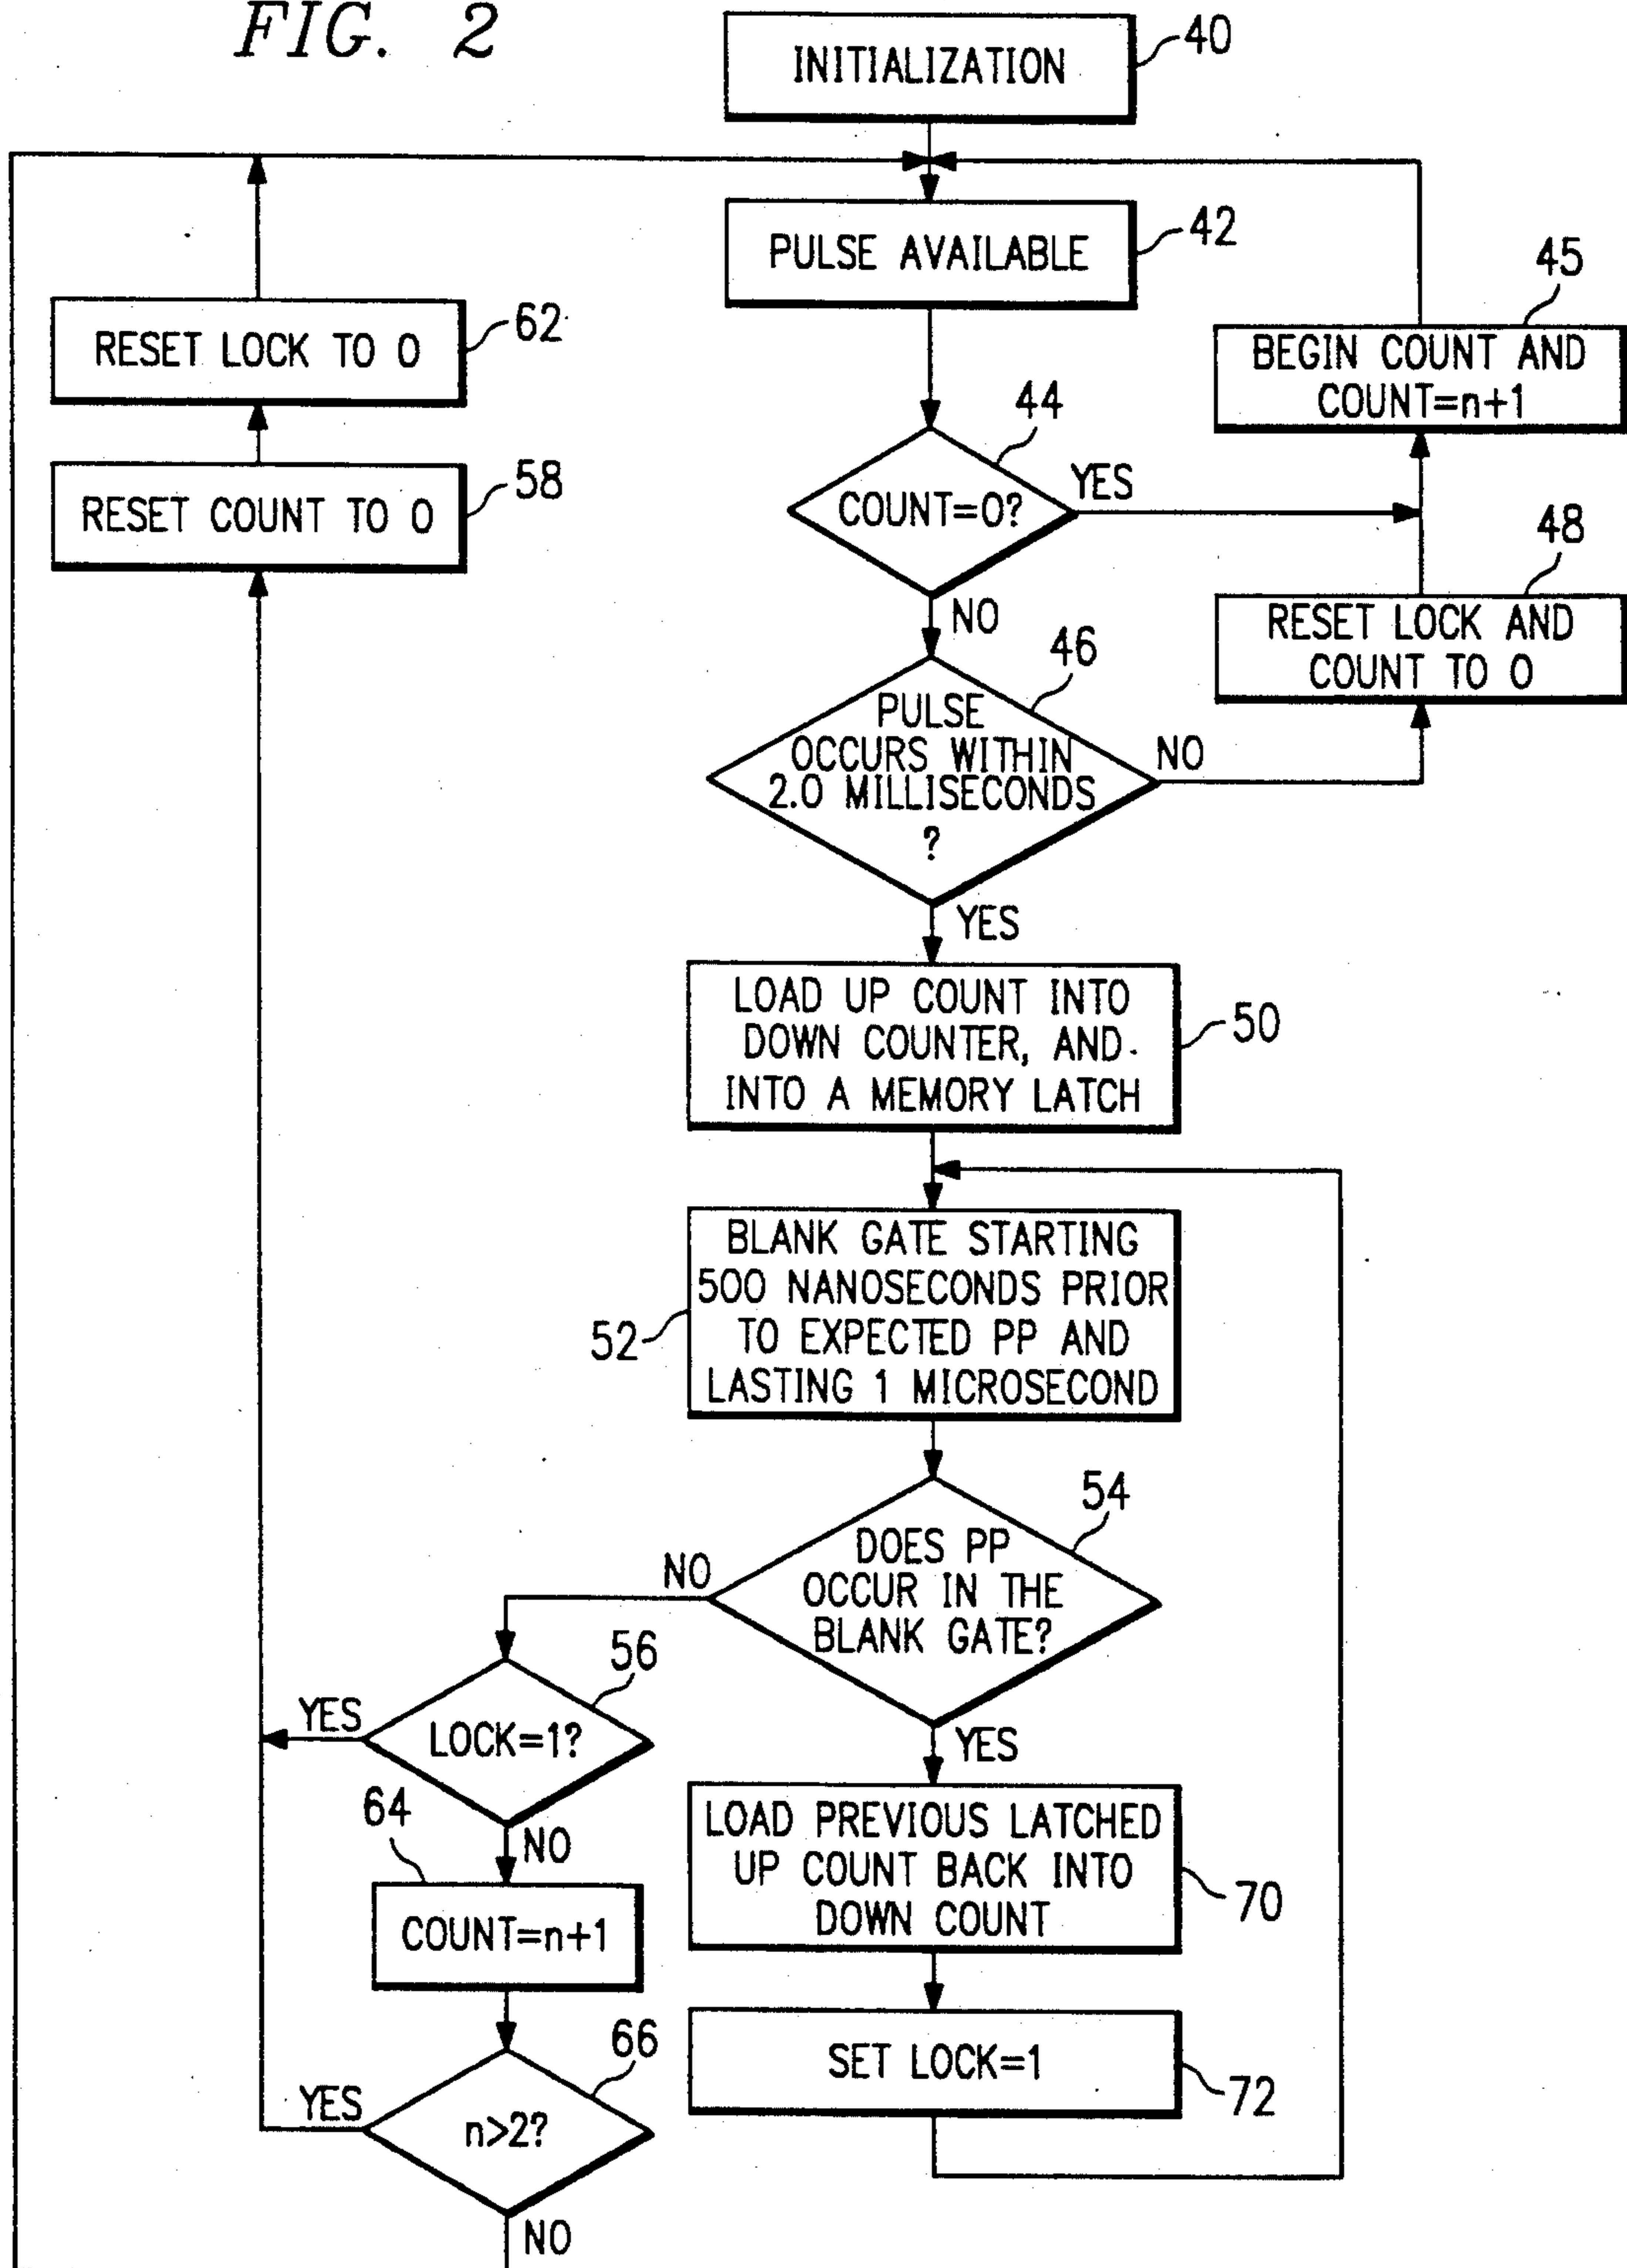 FIG. 2
INITIALIZATION
40
PULSE AVAILABLE
42
45
BEGIN COUNT AND
COUNT=n+1
RESET LOCK TO 0
62
44
COUNT=0?
YES
NO
RESET COUNT TO 0
58
48
RESET LOCK AND
COUNT TO 0
46
PULSE
OCCURS WITHIN
2.0 MILLISECONDS
?
NO
YES
LOAD UP COUNT INTO
DOWN COUNTER, AND
INTO A MEMORY LATCH
50
BLANK GATE STARTING
500 NANOSECONDS PRIOR
TO EXPECTED PP AND
LASTING 1 MICROSECOND
52
54
DOES PP
OCCUR IN THE
BLANK GATE?
NO
YES
56
LOCK=1?
YES
NO
64
COUNT=n+1
LOAD PREVIOUS LATCHED
UP COUNT BACK INTO
DOWN COUNT
70
SET LOCK=1
72
66
n>2?
YES
NO